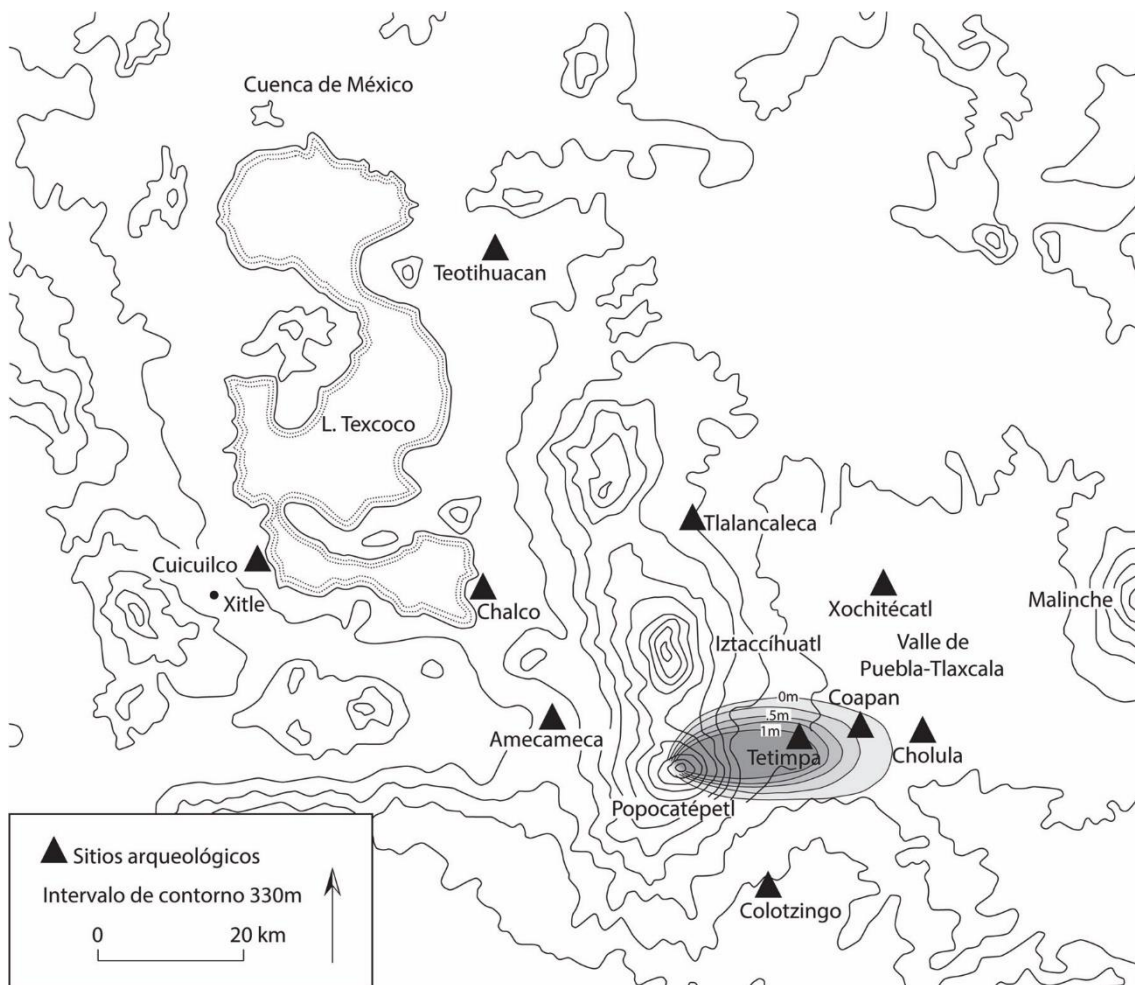 Cuenca de México
Teotihuacan
L. Texcoco
Tlalancaleca
Cuicuilco
Xitle
Chalco
Xochitécatl
Malinche
Iztaccíhuatl
Valle de
Puebla-Tlaxcala
0m
.5m
1m
Coapan
Amecameca
Tetimpa
Cholula
Popocatépetl
Colotzingo
Sitios arqueológicos
Intervalo de contorno 330m
0 20 km